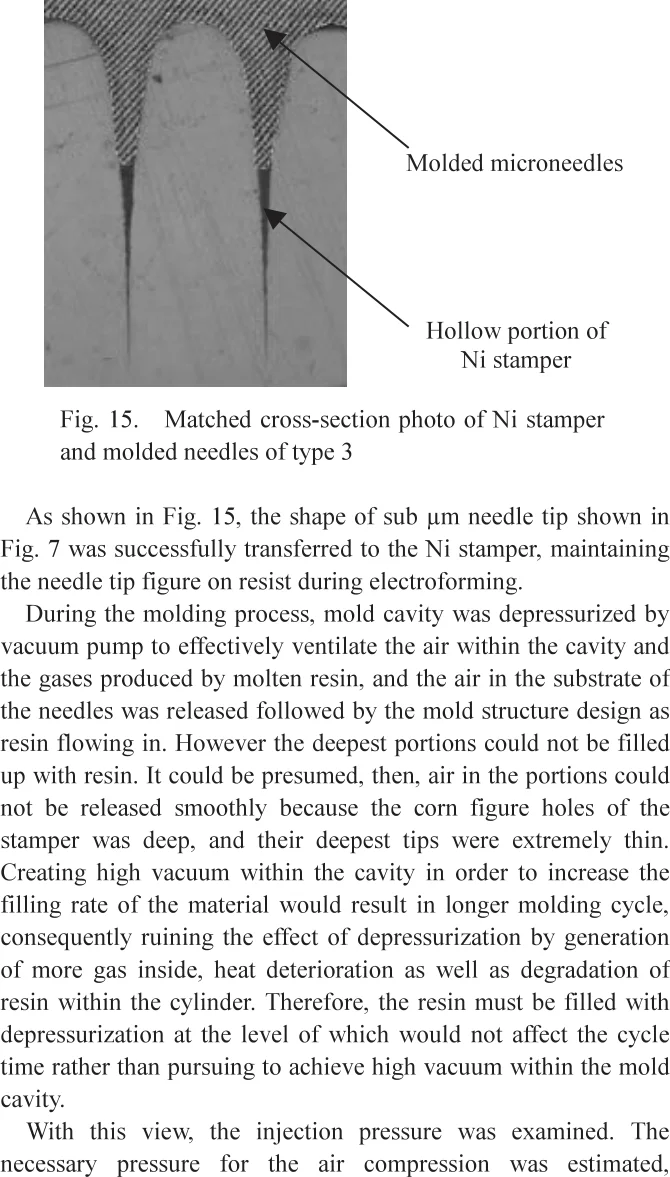 Molded microneedles
Hollow portion of
Ni stamper
Fig. 15. Matched cross-section photo of Ni stamper
and molded needles of type 3
As shown in Fig. 15, the shape of sub µm needle tip shown in
Fig. 7 was successfully transferred to the Ni stamper, maintaining
the needle tip figure on resist during electroforming.
During the molding process, mold cavity was depressurized by
vacuum pump to effectively ventilate the air within the cavity and
the gases produced by molten resin, and the air in the substrate of
the needles was released followed by the mold structure design as
resin flowing in. However the deepest portions could not be filled
up with resin. It could be presumed, then, air in the portions could
not be released smoothly because the corn figure holes of the
stamper was deep, and their deepest tips were extremely thin.
Creating high vacuum within the cavity in order to increase the
filling rate of the material would result in longer molding cycle,
consequently ruining the effect of depressurization by generation
of more gas inside, heat deterioration as well as degradation of
resin within the cylinder. Therefore, the resin must be filled with
depressurization at the level of which would not affect the cycle
time rather than pursuing to achieve high vacuum within the mold
cavity.
With this view, the injection pressure was examined. The
necessary pressure for the air compression was estimated,